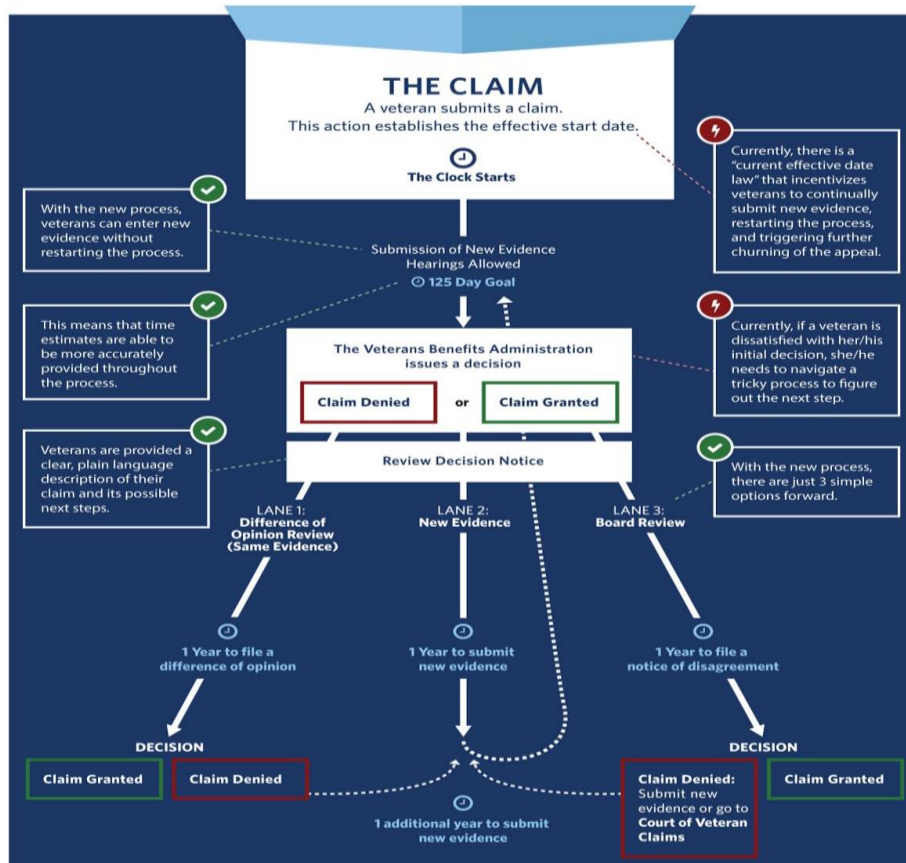 THE CLAIM
A veteran submits a claim.
This action establishes the effective start date.
The Clock Starts
Currently, there is a
"current effective date
law" that incentivizes
veterans to continually
submit new evidence,
restarting the process,
and triggering further
churning of the appeal.
With the new process,
veterans can enter new
evidence without
restarting the process.
Submission of New Evidence
Hearings Allowed
125 Day Goal
This means that time
estimates are able to
be more accurately
provided throughout
the process.
The Veterans Benefits Administration
issues a decision
Claim Denied
or
Claim Granted
Currently, if a veteran is
dissatisfied with her/his
initial decision, she/he
needs to navigate a
tricky process to figure
out the next step.
Veterans are provided a
clear, plain language
description of their
claim and its possible
next steps.
Review Decision Notice
With the new process,
there are just 3 simple
options forward.
LANE 1:
Difference of
Opinion Review
(Same Evidence)
LANE 2:
New Evidence
LANE 3:
Board Review
1 Year to file a
difference of opinion
1 Year to submit
new evidence
1 Year to file a
notice of disagreement
DECISION
Claim Granted
Claim Denied
1 additional year to submit
new evidence
DECISION
Claim Denied:
Submit new
evidence or go to
Court of Veteran
Claims
Claim Granted